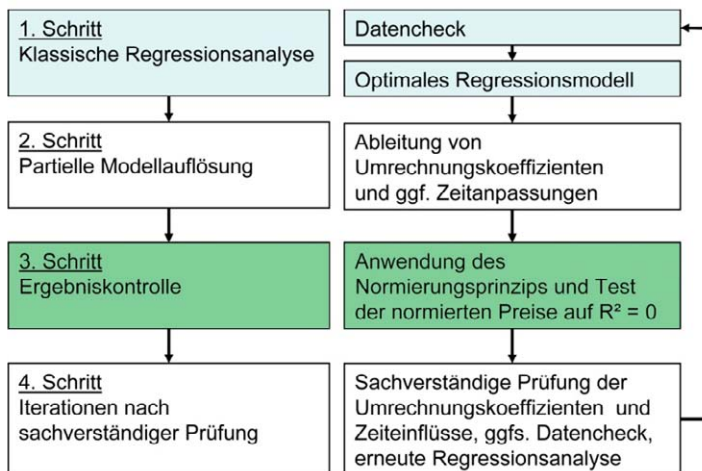 1. Schritt
Klassische Regressionsanalyse
Datencheck
Optimales Regressionsmodell
2. Schritt
Partielle Modellauflösung
Ableitung von
Umrechnungskoeffizienten
und ggf. Zeitanpassungen
3. Schritt
Ergebniskontrolle
Anwendung des
Normierungsprinzips und Test
der normierten Preise auf R² = 0
4. Schritt
Iterationen nach
sachverständiger Prüfung
Sachverständige Prüfung der
Umrechnungskoeffizienten und
Zeiteinflüsse, ggfs. Datencheck,
erneute Regressionsanalyse